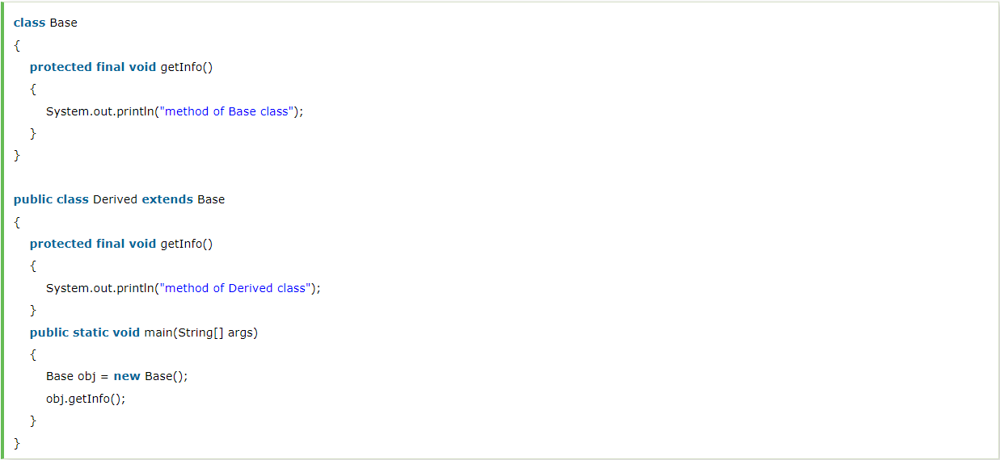 class Base
{
protected final void getInfo()
{
System.out.println("method of Base class");
}
}
public class Derived extends Base
{
protected final void getInfo()
{
System.out.println("method of Derived class");
}
public static void main(String[] args)
{
Base obj = new Base();
obj.getInfo();
}
}